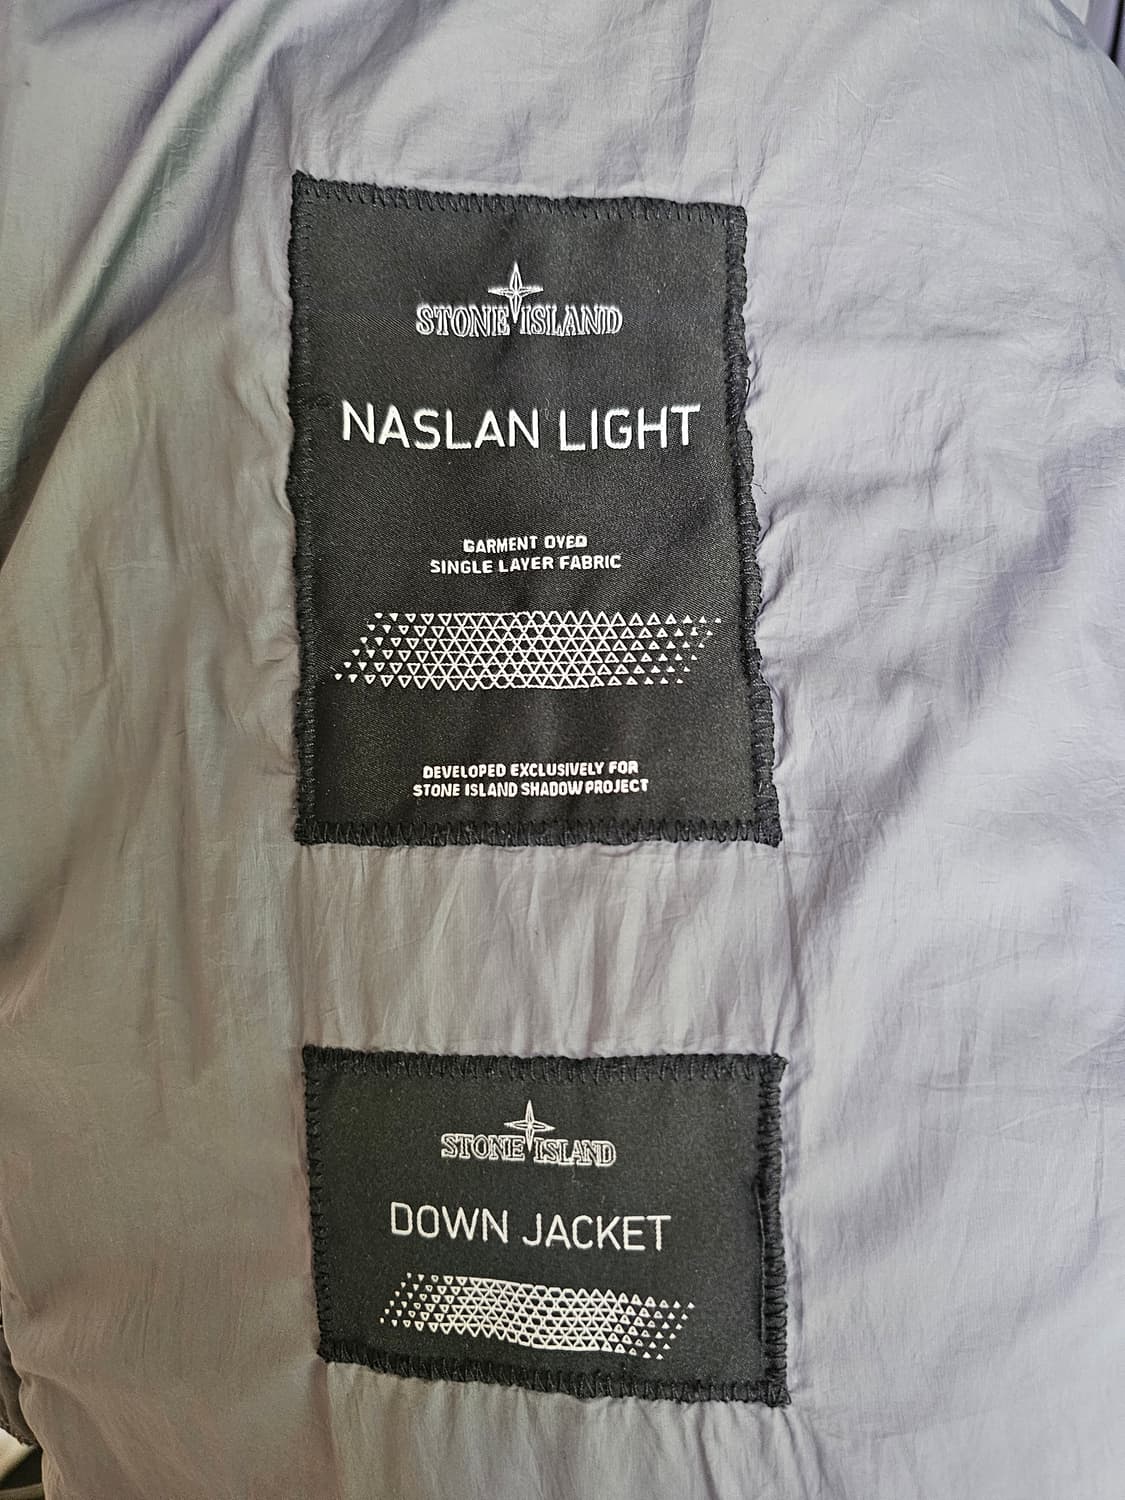 STONE ISLAND
NASLAN LIGHT
GARMENT DYED
SINGLE LAYER FABRIC
DEVELOPED EXCLUSIVELY FOR
STONE ISLAND SHADOW PROJECT
STONE ISLAND
DOWN JACKET